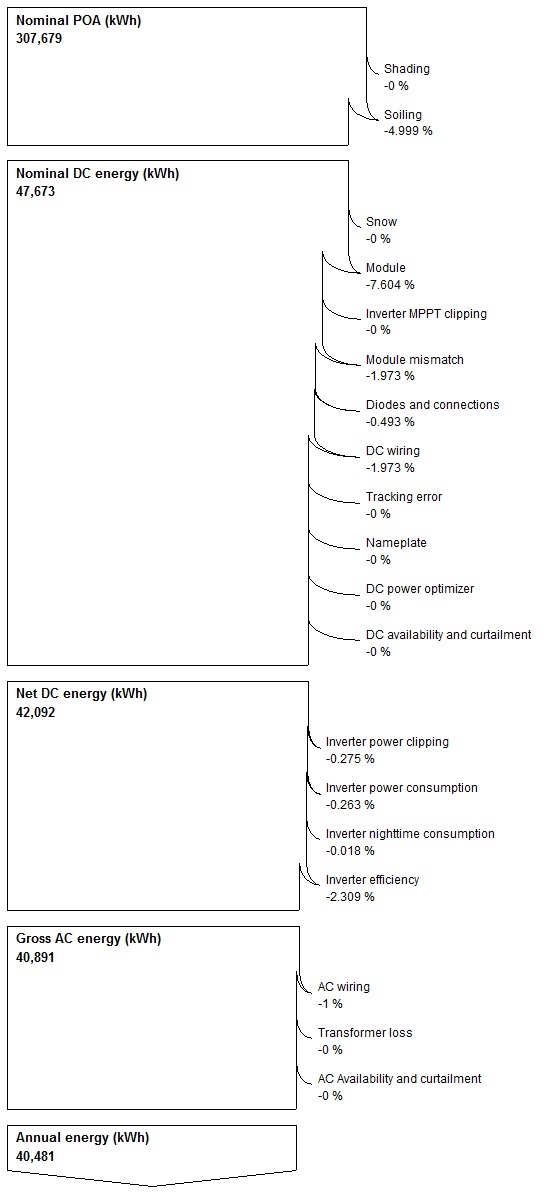 Nominal POA (kWh)
307,679
Shading
-0 %
Soiling
-4.999 %
Nominal DC energy (kWh)
47,673
Snow
-0 %
Module
-7.604 %
Inverter MPPT clipping
-0 %
Module mismatch
-1.973 %
Diodes and connections
-0.493 %
DC wiring
-1.973 %
Tracking error
-0 %
Nameplate
-0 %
DC power optimizer
-0 %
DC availability and curtailment
-0 %
Net DC energy (kWh)
42,092
Inverter power clipping
-0.275 %
Inverter power consumption
-0.263 %
Inverter nighttime consumption
-0.018 %
Inverter efficiency
-2.309 %
Gross AC energy (kWh)
40,891
AC wiring
-1 %
Transformer loss
-0 %
AC Availability and curtailment
-0 %
Annual energy (kWh)
40,481